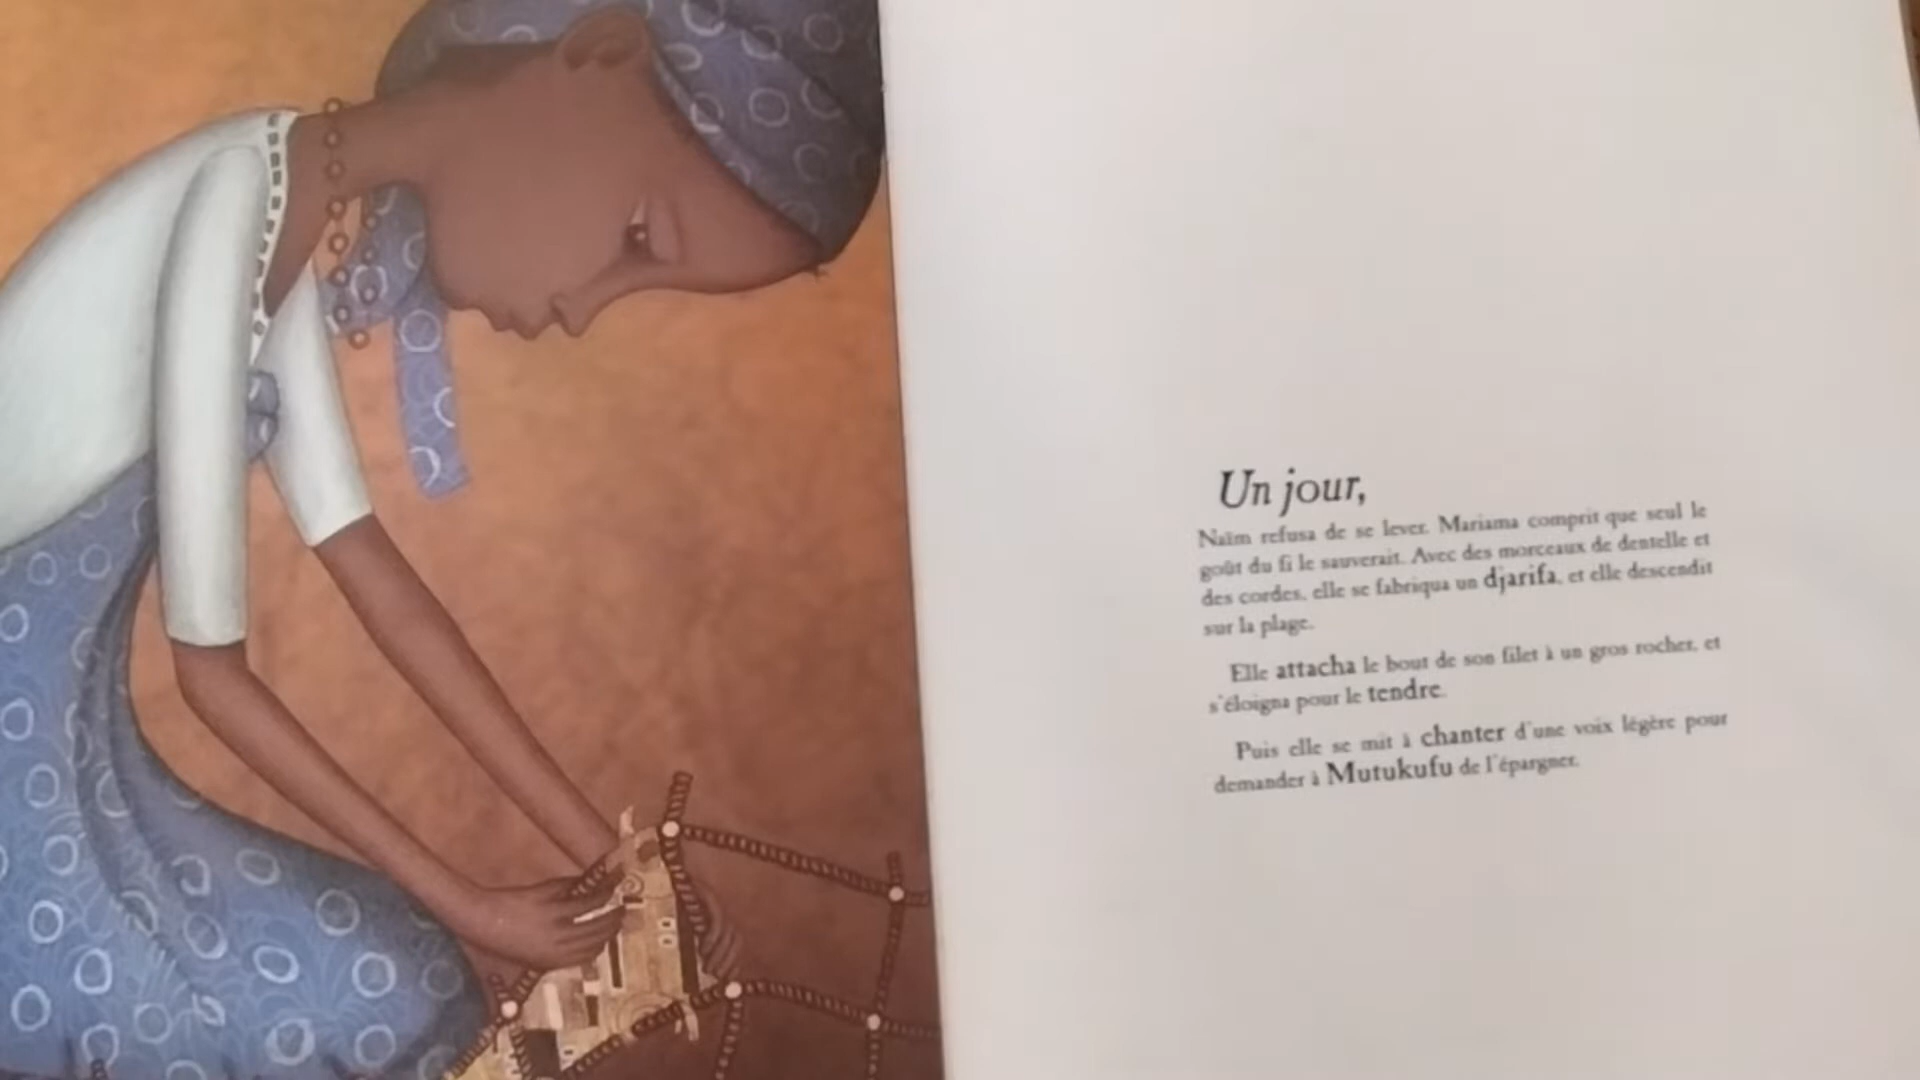 Un jour,
Naïm refusa de se lever. Mariama comprit que seul le
goût du fi le sauverait. Avec des morceaux de dentelle et
des cordes, elle se fabriqua un djarifa, et elle descendit
sur la plage.
Elle attacha le bout de son filet à un gros rocher, et
s'éloigna pour le tendre.
Puis elle se mit à chanter d'une voix légère pour
demander à Mutukufu de l'épargner.